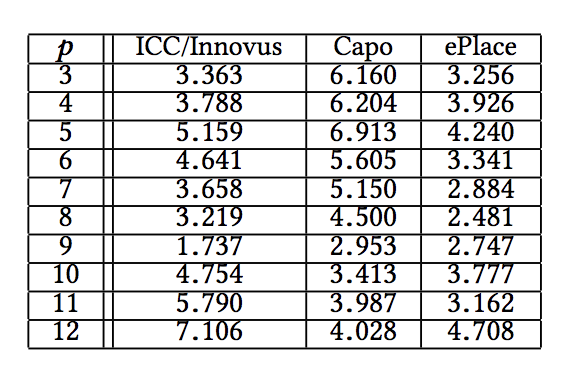 p ICC/Innovus Capo ePlace
3 3.363 6.160 3.256
4 3.788 6.204 3.926
5 5.159 6.913 4.240
6 4.641 5.605 3.341
7 3.658 5.150 2.884
8 3.219 4.500 2.481
9 1.737 2.953 2.747
10 4.754 3.413 3.777
11 5.790 3.987 3.162
12 7.106 4.028 4.708